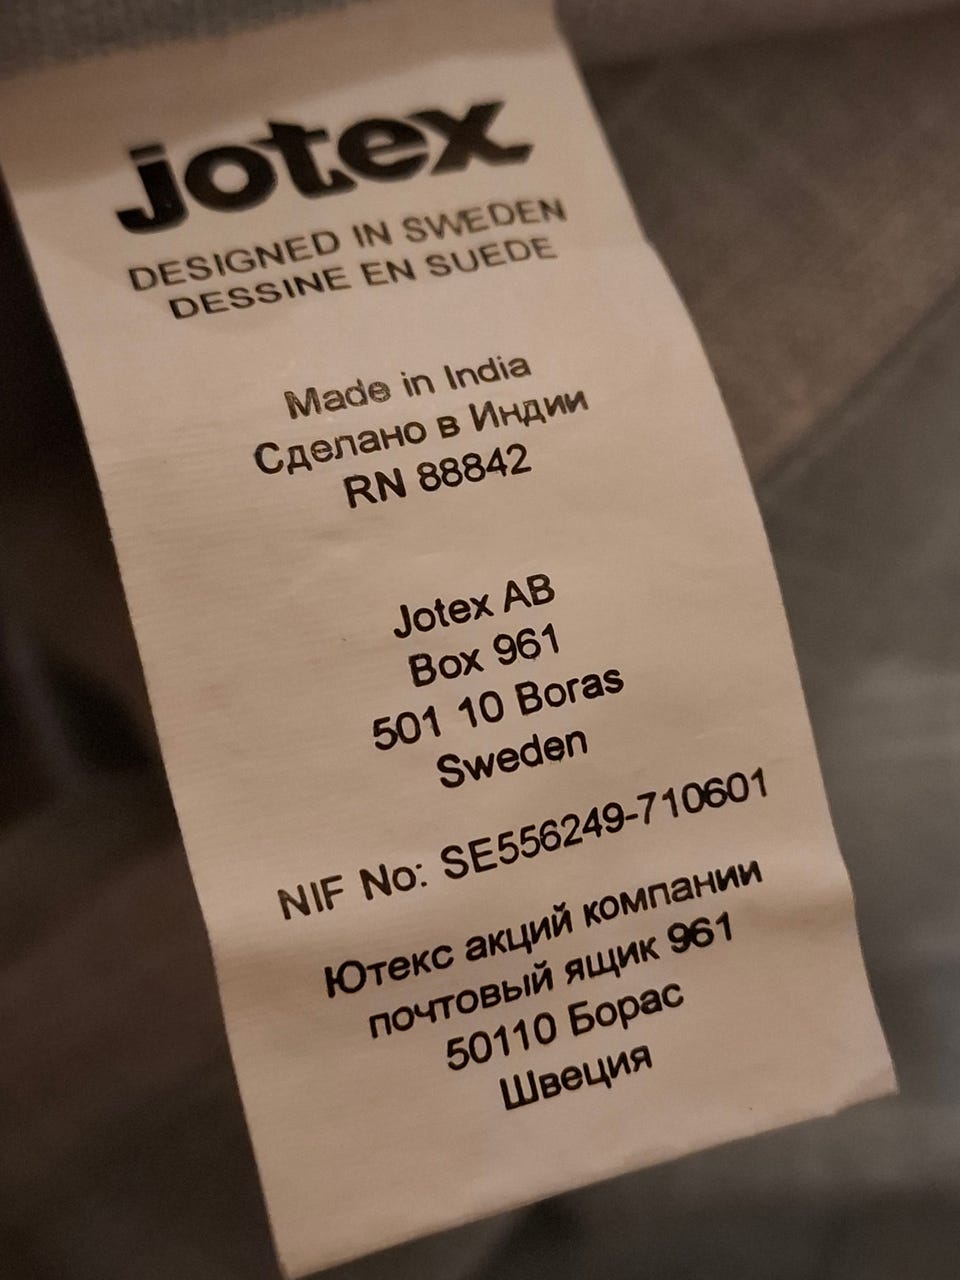 jotex
DESIGNED IN SWEDEN
DESSINE EN SUEDE
Made in India
Сделано в Индии
RN 88842
Jotex AB
Box 961
501 10 Boras
Sweden
NIF No: SE556249-710601
Ютекс акций компании
почтовый ящик 961
50110 Борас
Швеция